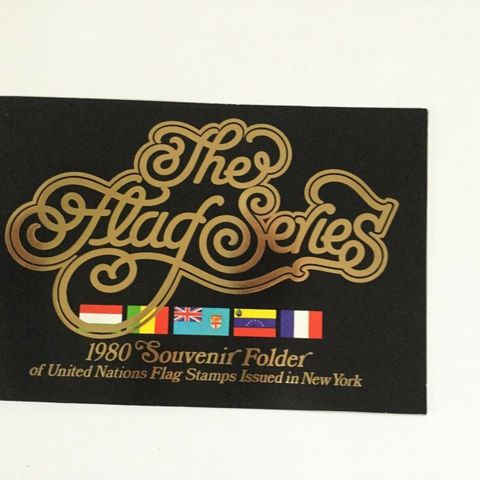 The
Flag Series
1980 Souvenir Folder
of United Nations Flag Stamps Issued in New York